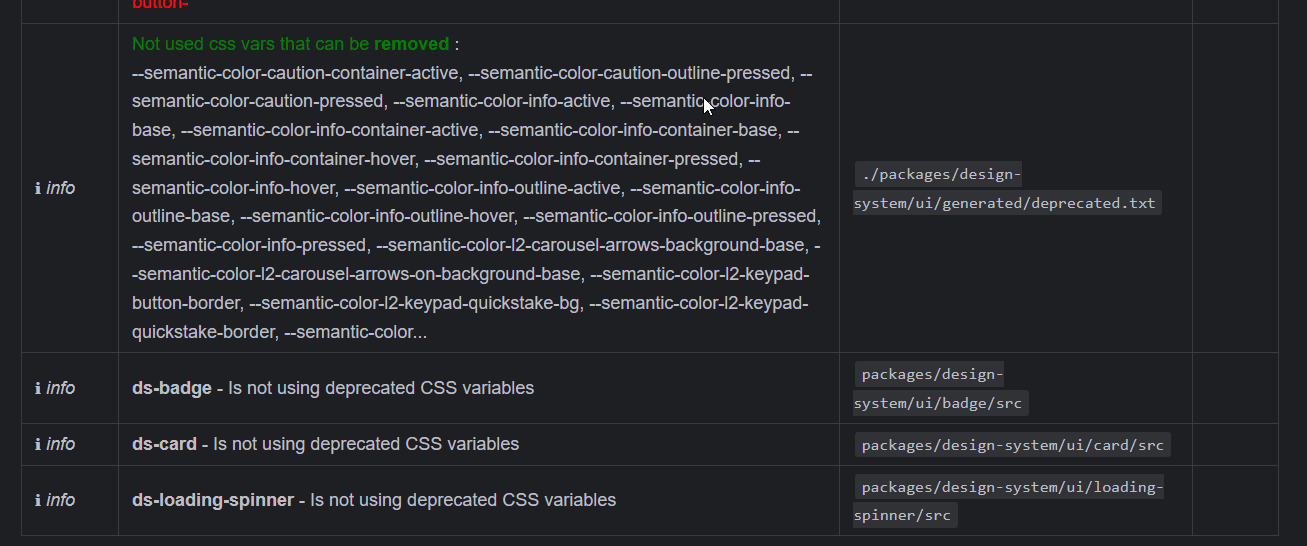 button-
Not used css vars that can be removed :
--semantic-color-caution-container-active, --semantic-color-caution-outline-pressed, --
semantic-color-caution-pressed, --semantic-color-info-active, --semantic-color-info-
base, --semantic-color-info-container-active, --semantic-color-info-container-base, --
semantic-color-info-container-hover, --semantic-color-info-container-pressed, --
semantic-color-info-hover, --semantic-color-info-outline-active, --semantic-color-info-
outline-base, --semantic-color-info-outline-hover, --semantic-color-info-outline-pressed,
--semantic-color-info-pressed, --semantic-color-l2-carousel-arrows-background-base, -
-semantic-color-l2-carousel-arrows-on-background-base, --semantic-color-l2-keypad-
button-border, --semantic-color-l2-keypad-quickstake-bg, --semantic-color-l2-keypad-
quickstake-border, --semantic-color...
ℹ info
./packages/design-
system/ui/generated/deprecated.txt
ℹ info
ds-badge - Is not using deprecated CSS variables
packages/design-
system/ui/badge/src
ℹ info
ds-card - Is not using deprecated CSS variables
packages/design-system/ui/card/src
ℹ info
ds-loading-spinner - Is not using deprecated CSS variables
packages/design-system/ui/loading-
spinner/src